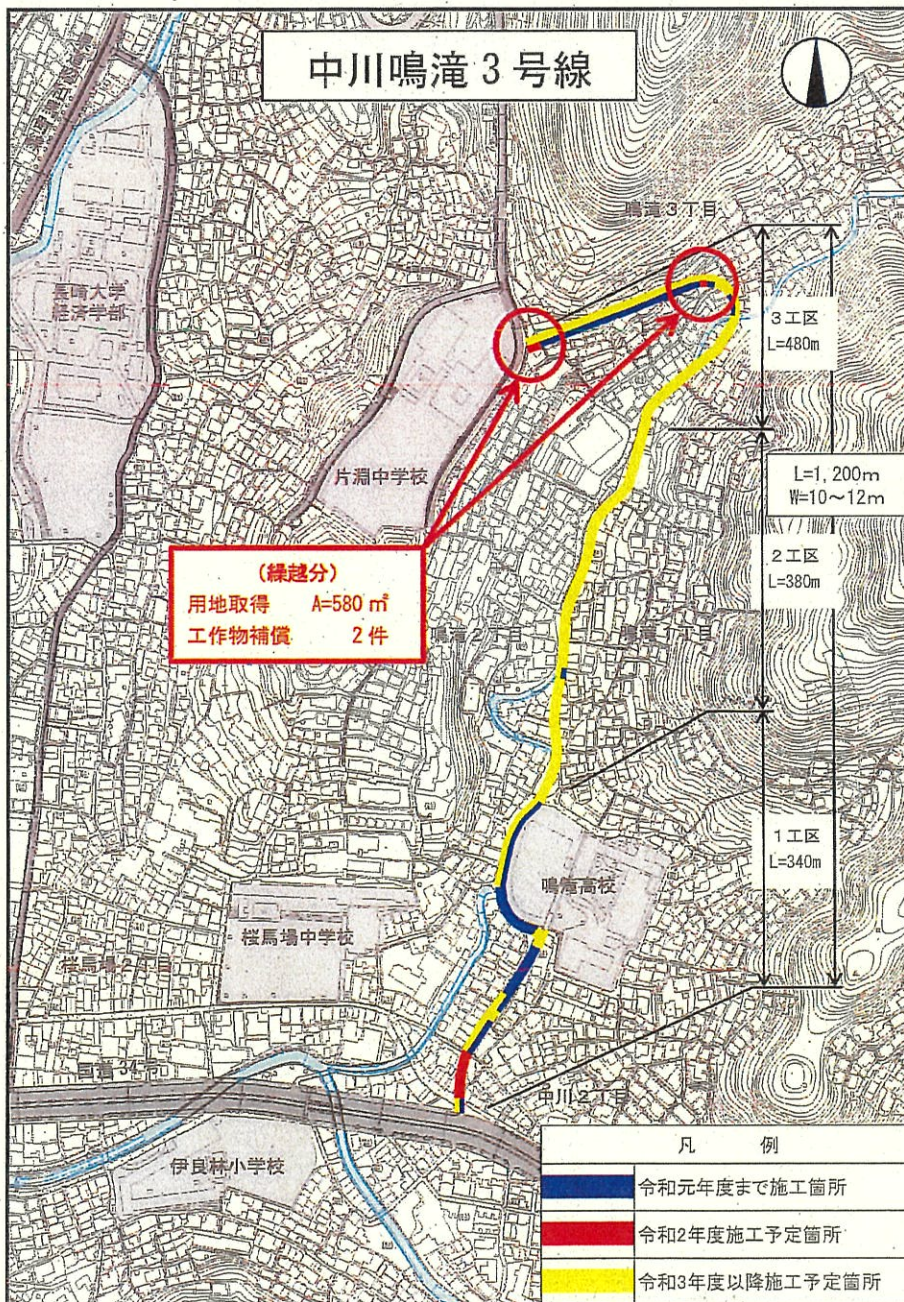 中川鳴滝3号線
鳴滝3丁目
長崎大学
経済学部
3工区
L=480m
片淵中学校
L=1,200m
W=10～12m
(繰越分)
用地取得 A=580㎡
工作物補償 2件
2工区
L=380m
鳴滝2丁目
鳴滝1丁目
1工区
L=340m
鳴滝高校
桜馬場中学校
桜馬場2丁目
国道34号
中川2丁目
伊良林小学校
凡 例
令和元年度まで施工箇所
令和2年度施工予定箇所
令和3年度以降施工予定箇所